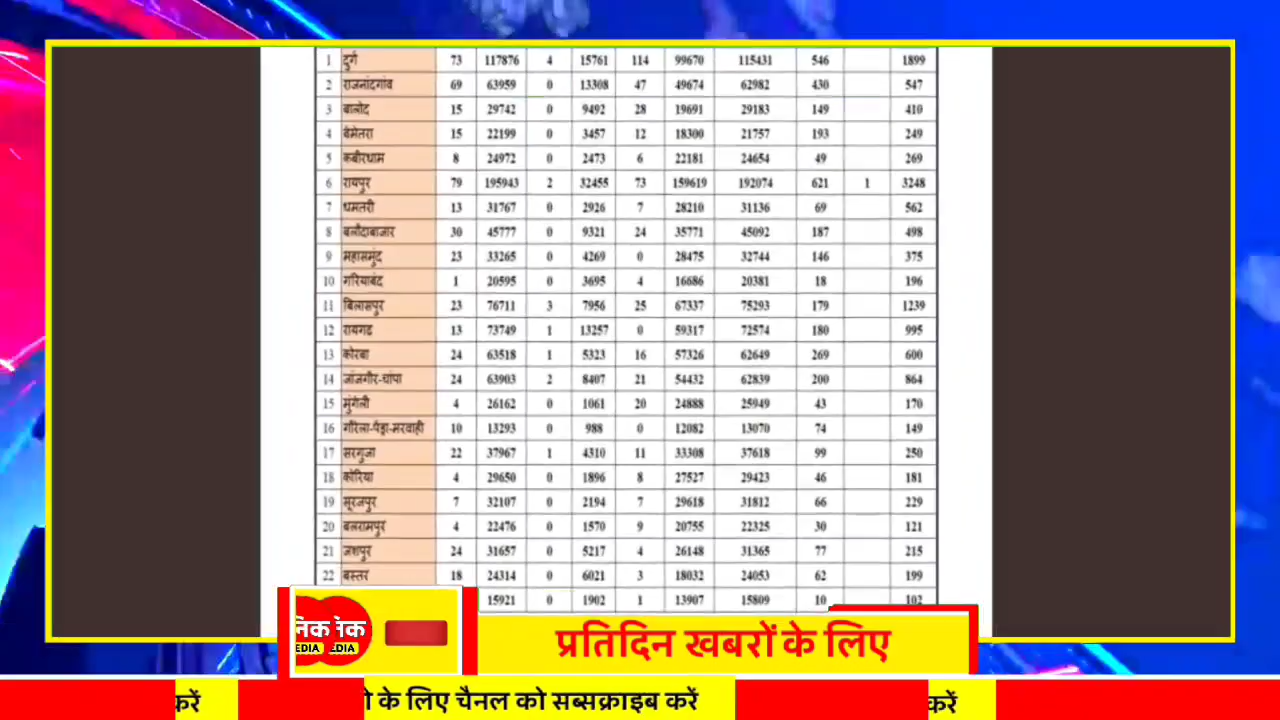 1 दुर्ग 73 117876 4 15761 114 99670 115431 546 1899
2 राजनांदगांव 69 63959 0 13308 47 49674 62982 430 547
3 बालोद 15 29742 0 9492 28 19691 29183 149 410
4 बेमेतरा 15 22199 0 3457 12 18300 21757 193 249
5 कबीरधाम 8 24972 0 2473 6 22181 24654 49 269
6 रायपुर 79 195943 2 32455 73 159619 192074 621 1 3248
7 धमतरी 13 31767 0 2926 7 28210 31136 69 562
8 बलौदाबाजार 30 45777 0 9321 24 35771 45092 187 498
9 महासमुंद 23 33265 0 4269 0 28475 32744 146 375
10 गरियाबंद 1 20595 0 3695 4 16686 20381 18 196
11 बिलासपुर 23 76711 3 7956 25 67337 75293 179 1239
12 रायगढ़ 13 73749 1 13257 0 59317 72574 180 995
13 कोरबा 24 63518 1 5323 16 57326 62649 269 600
14 जांजगीर-चांपा 24 63903 2 8407 21 54432 62839 200 864
15 मुंगेली 4 26162 0 1061 20 24888 25949 43 170
16 गौरेला-पेंड्रा-मरवाही 10 13293 0 988 0 12082 13070 74 149
17 सरगुजा 22 37967 1 4310 11 33308 37618 99 250
18 कोरिया 4 29650 0 1896 8 27527 29423 46 181
19 सूरजपुर 7 32107 0 2194 7 29618 31812 66 229
20 बलरामपुर 4 22476 0 1570 9 20755 22325 30 121
21 जशपुर 24 31657 0 5217 4 26148 31365 77 215
22 बस्तर 18 24314 0 6021 3 18032 24053 62 199
15921 0 1902 1 13907 15809 10 102
प्रतिदिन खबरों के लिए
करें के लिए चैनल को सब्सक्राइब करें करें